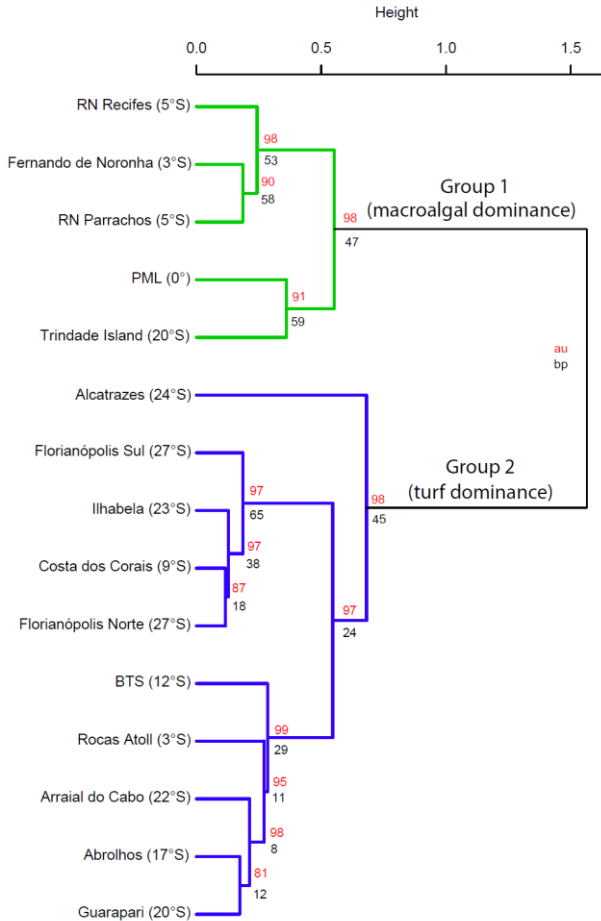 Height
0.0 0.5 1.0 1.5
RN Recifes (5°S)
98
53
Fernando de Noronha (3°S)
90
58
Group 1
(macroalgal dominance)
RN Parrachos (5°S)
98
47
PML (0°)
91
59
Trindade Island (20°S)
au
bp
Alcatrazes (24°S)
Florianópolis Sul (27°S)
Group 2
(turf dominance)
97
65
98
45
Ilhabela (23°S)
97
38
Costa dos Corais (9°S)
87
18
97
24
Florianópolis Norte (27°S)
BTS (12°S)
99
29
Rocas Atoll (3°S)
95
11
Arraial do Cabo (22°S)
98
8
Abrolhos (17°S)
81
12
Guarapari (20°S)